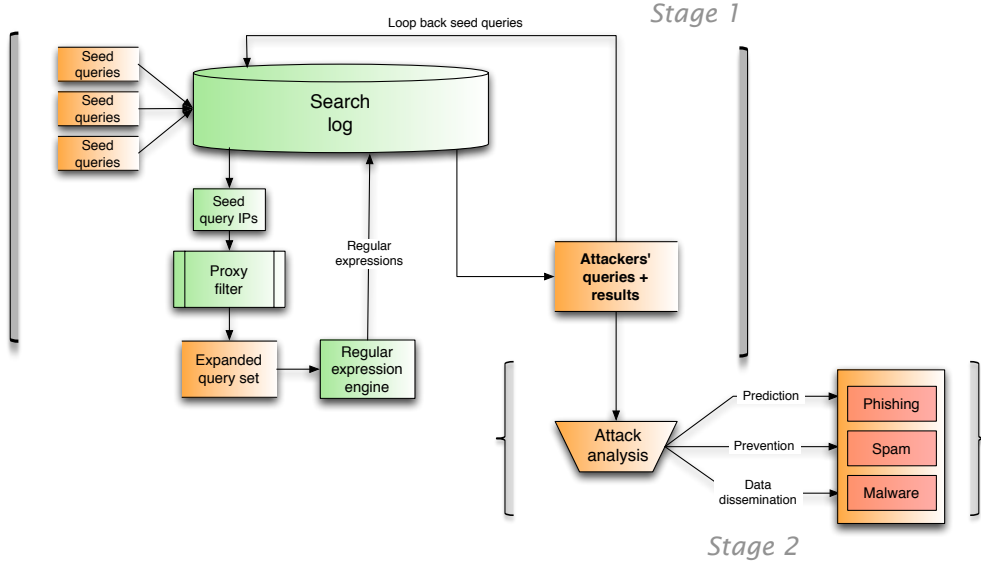 Stage 1
Loop back seed queries
Seed
queries
Seed
queries
Seed
queries
Search
log
Seed
query IPs
Proxy
filter
Regular
expressions
Attackers'
queries +
results
Expanded
query set
Regular
expression
engine
Attack
analysis
Prediction
Prevention
Data
dissemination
Phishing
Spam
Malware
Stage 2